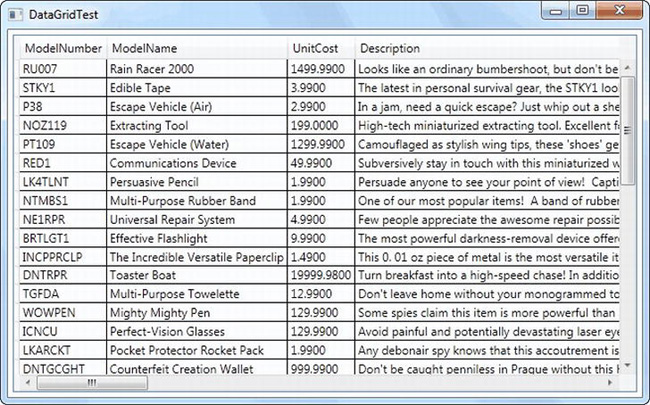 DataGridTest
ModelNumber ModelName UnitCost Description
RU007 Rain Racer 2000 1499.9900 Looks like an ordinary bumbershoot, but don't be
STKY1 Edible Tape 3.9900 The latest in personal survival gear, the STKY1 loo
P38 Escape Vehicle (Air) 2.9900 In a jam, need a quick escape? Just whip out a she
NOZ119 Extracting Tool 199.0000 High-tech miniaturized extracting tool. Excellent f
PT109 Escape Vehicle (Water) 1299.9900 Camouflaged as stylish wing tips, these 'shoes' ge
RED1 Communications Device 49.9900 Subversively stay in touch with this miniaturized w
LK4TLNT Persuasive Pencil 1.9900 Persuade anyone to see your point of view! Capti
NTMBS1 Multi-Purpose Rubber Band 1.9900 One of our most popular items! A band of rubber
NE1RPR Universal Repair System 4.9900 Few people appreciate the awesome repair possib
BRTLGT1 Effective Flashlight 9.9900 The most powerful darkness-removal device offer
INCPPRCLP The Incredible Versatile Paperclip 1.4900 This 0. 01 oz piece of metal is the most versatile it
DNTRPR Toaster Boat 19999.9800 Turn breakfast into a high-speed chase! In additio
TGFDA Multi-Purpose Towelette 12.9900 Don't leave home without your monogrammed to
WOWPEN Mighty Mighty Pen 129.9900 Some spies claim this item is more powerful than
ICNCU Perfect-Vision Glasses 129.9900 Avoid painful and potentially devastating laser eye
LKARCKT Pocket Protector Rocket Pack 1.9900 Any debonair spy knows that this accoutrement is
DNTGCGHT Counterfeit Creation Wallet 999.9900 Don't be caught penniless in Prague without this h